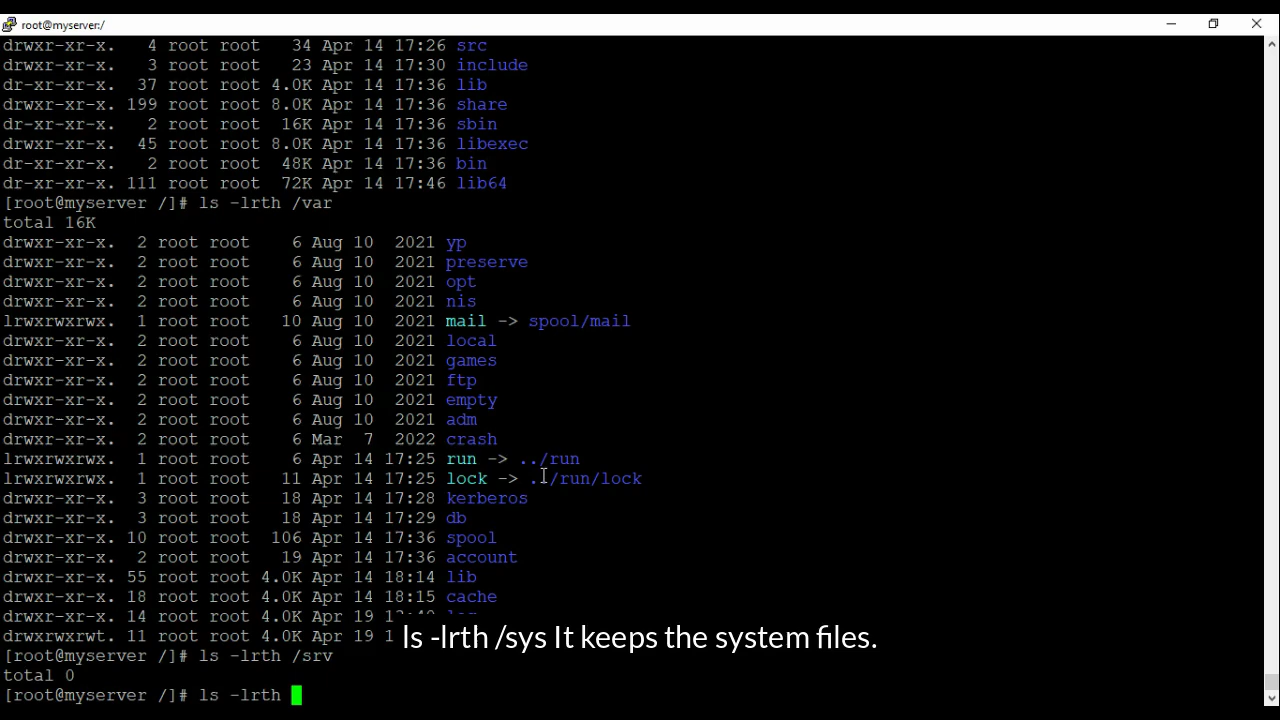 root@myserver:/
drwxr-xr-x. 4 root root 34 Apr 14 17:26 src
drwxr-xr-x. 3 root root 23 Apr 14 17:30 include
dr-xr-xr-x. 37 root root 4.0K Apr 14 17:36 lib
drwxr-xr-x. 199 root root 8.0K Apr 14 17:36 share
dr-xr-xr-x. 2 root root 16K Apr 14 17:36 sbin
drwxr-xr-x. 45 root root 8.0K Apr 14 17:36 libexec
dr-xr-xr-x. 2 root root 48K Apr 14 17:36 bin
dr-xr-xr-x. 111 root root 72K Apr 14 17:46 lib64
[root@myserver /]# ls -lrth /var
total 16K
drwxr-xr-x. 2 root root 6 Aug 10 2021 yp
drwxr-xr-x. 2 root root 6 Aug 10 2021 preserve
drwxr-xr-x. 2 root root 6 Aug 10 2021 opt
drwxr-xr-x. 2 root root 6 Aug 10 2021 nis
lrwxrwxrwx. 1 root root 10 Aug 10 2021 mail -> spool/mail
drwxr-xr-x. 2 root root 6 Aug 10 2021 local
drwxr-xr-x. 2 root root 6 Aug 10 2021 games
drwxr-xr-x. 2 root root 6 Aug 10 2021 ftp
drwxr-xr-x. 2 root root 6 Aug 10 2021 empty
drwxr-xr-x. 2 root root 6 Aug 10 2021 adm
drwxr-xr-x. 2 root root 6 Mar 7 2022 crash
lrwxrwxrwx. 1 root root 6 Apr 14 17:25 run -> ../run
lrwxrwxrwx. 1 root root 11 Apr 14 17:25 lock -> ../run/lock
drwxr-xr-x. 3 root root 18 Apr 14 17:28 kerberos
drwxr-xr-x. 3 root root 18 Apr 14 17:29 db
drwxr-xr-x. 10 root root 106 Apr 14 17:36 spool
drwxr-xr-x. 2 root root 19 Apr 14 17:36 account
drwxr-xr-x. 55 root root 4.0K Apr 14 18:14 lib
drwxr-xr-x. 18 root root 4.0K Apr 14 18:15 cache
drwxr-xr-x. 14 root root 4.0K Apr 19
drwxrwxrwt. 11 root root 4.0K Apr 19
ls -lrth /sys It keeps the system files.
[root@myserver /]# ls -lrth /srv
total 0
[root@myserver /]# ls -lrth